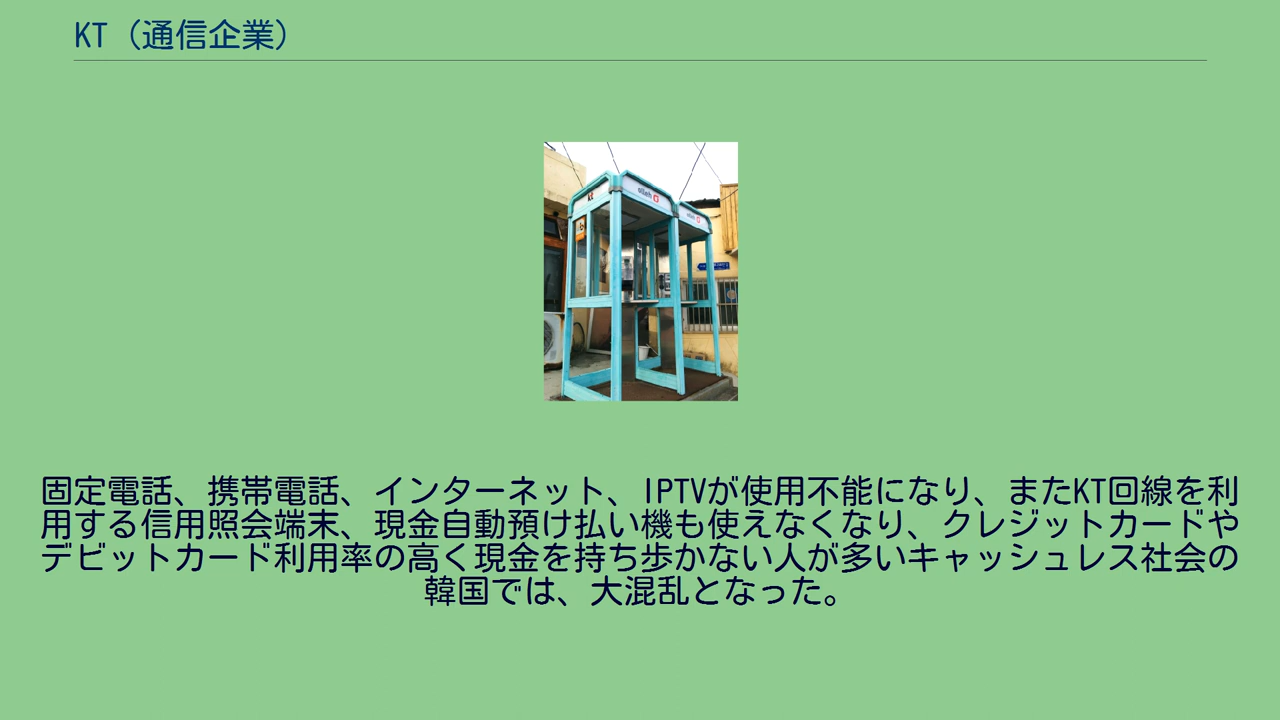 KT（通信企業）
kt
olleh
olleh
固定電話、携帯電話、インターネット、IPTVが使用不能になり、またKT回線を利
用する信用照会端末、現金自動預け払い機も使えなくなり、クレジットカードや
デビットカード利用率の高く現金を持ち歩かない人が多いキャッシュレス社会の
韓国では、大混乱となった。